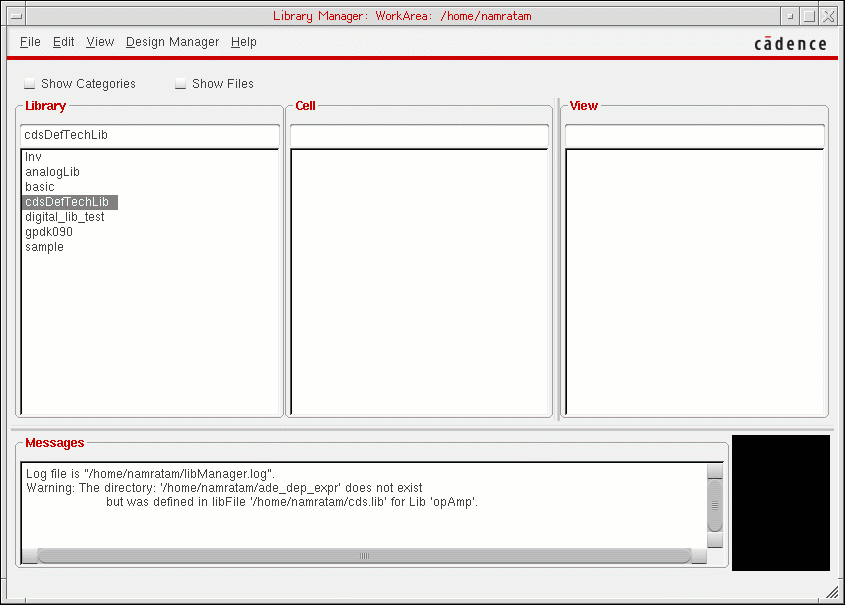 Library Manager: WorkArea: /home/namratam
File Edit View Design Manager Help
cādence
Show Categories Show Files
Library Cell View
cdsDefTechLib
Inv
analogLib
basic
cdsDefTechLib
digital_lib_test
gpdk090
sample
Messages
Log file is "/home/namratam/libManager.log".
Warning: The directory: '/home/namratam/ade_dep_expr' does not exist
but was defined in libFile '/home/namratam/cds.lib' for Lib 'opAmp'.